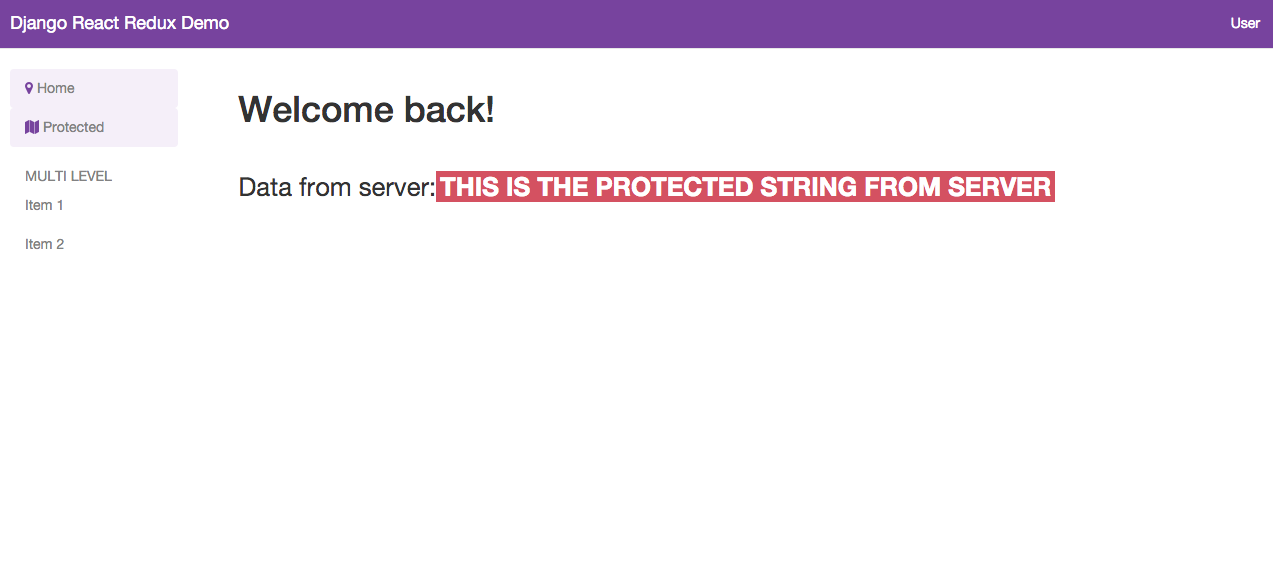 Django React Redux Demo
User
Home
Protected
MULTI LEVEL
Item 1
Item 2
Welcome back!
Data from server: THIS IS THE PROTECTED STRING FROM SERVER